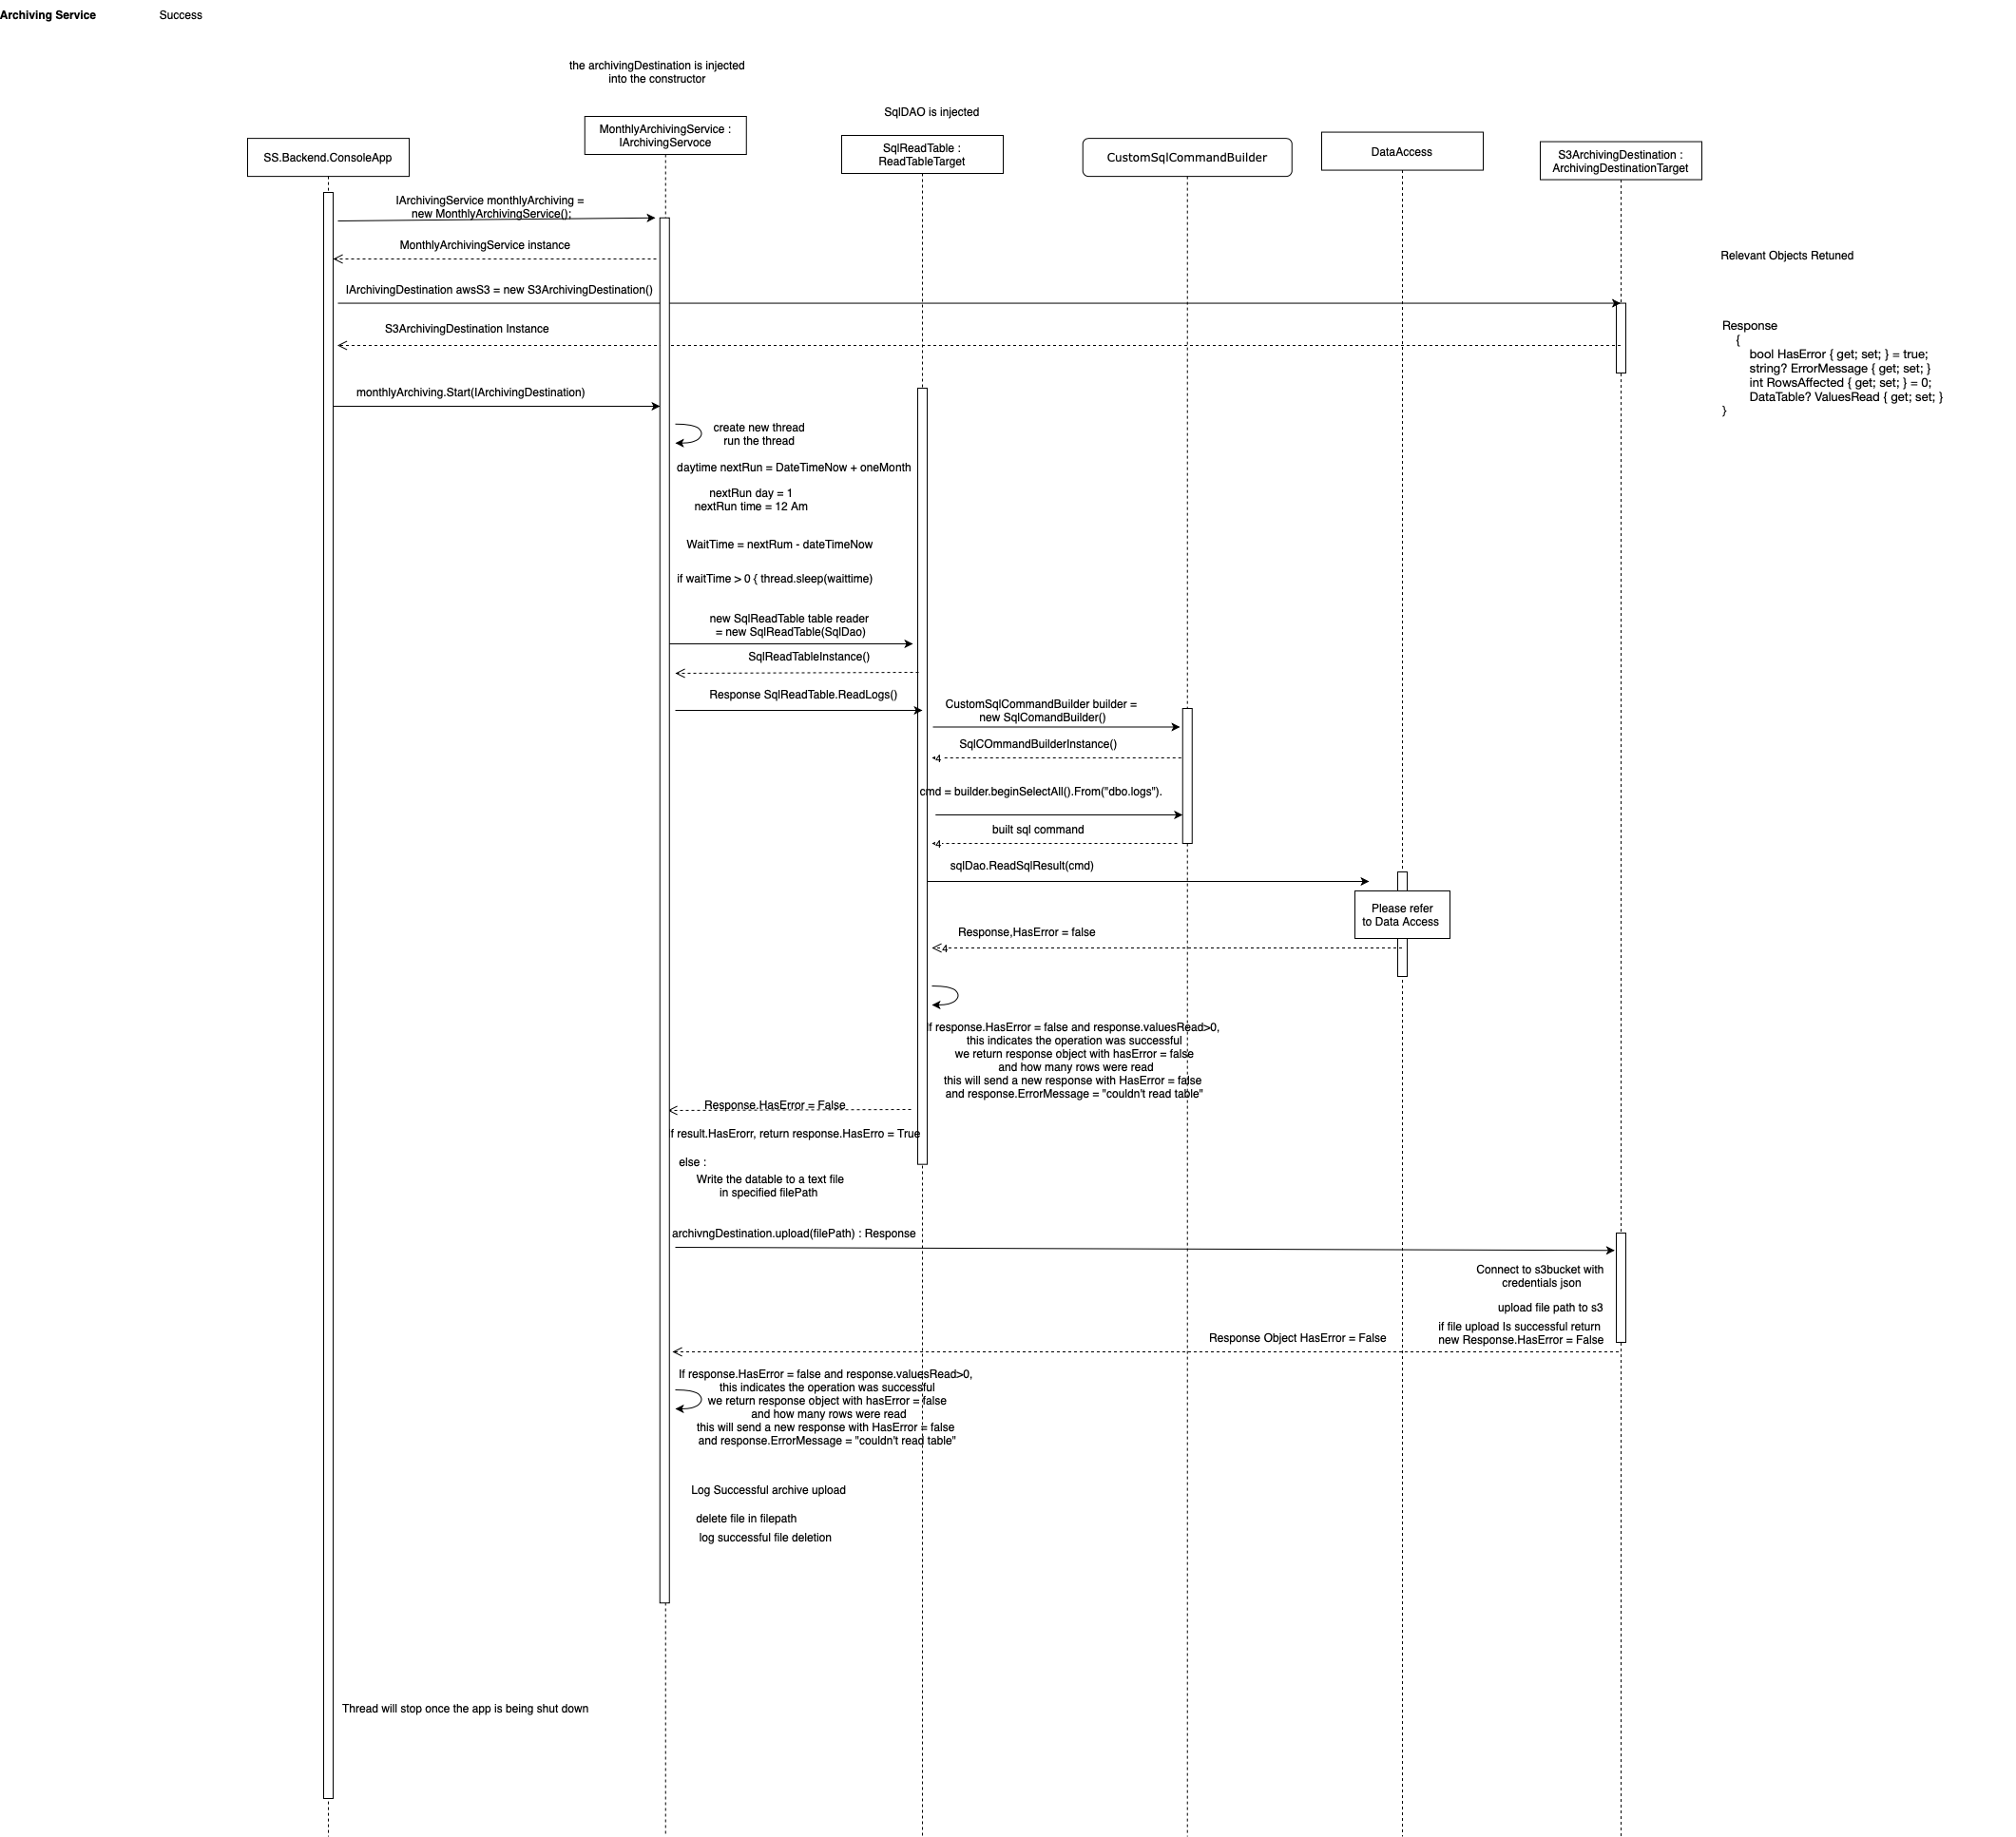 Archiving Service
Success
the archivingDestination is injected
into the constructor
SqlDAO is injected
SS.Backend.ConsoleApp
MonthlyArchivingService :
IArchivingServoce
SqlReadTable :
ReadTableTarget
CustomSqlCommandBuilder
DataAccess
S3ArchivingDestination :
ArchivingDestinationTarget
IArchivingService monthlyArchiving =
new MonthlyArchivingService();
MonthlyArchivingService instance
Relevant Objects Retuned
IArchivingDestination awsS3 = new S3ArchivingDestination()
S3ArchivingDestination Instance
Response
{
bool HasError { get; set; } = true;
string? ErrorMessage { get; set; }
int RowsAffected { get; set; } = 0;
DataTable? ValuesRead { get; set; }
}
monthlyArchiving.Start(IArchivingDestination)
create new thread
run the thread
daytime nextRun = DateTimeNow + oneMonth
nextRun day = 1
nextRun time = 12 Am
WaitTime = nextRum - dateTimeNow
if waitTime > 0 { thread.sleep(waittime)
new SqlReadTable table reader
= new SqlReadTable(SqlDao)
SqlReadTableInstance()
Response SqlReadTable.ReadLogs()
CustomSqlCommandBuilder builder =
new SqlComandBuilder()
SqlCOmmandBuilderInstance()
4
cmd = builder.beginSelectAll().From("dbo.logs").
built sql command
4
sqlDao.ReadSqlResult(cmd)
Please refer
to Data Access
Response,HasError = false
4
If response.HasError = false and response.valuesRead>0,
this indicates the operation was successful
we return response object with hasError = false
and how many rows were read
this will send a new response with HasError = false
and response.ErrorMessage = "couldn't read table"
Response.HasError = False
If result.HasErorr, return response.HasErro = True
else :
Write the datable to a text file
in specified filePath
archivngDestination.upload(filePath) : Response
Connect to s3bucket with
credentials json
upload file path to s3
if file upload Is successful return
new Response.HasError = False
Response Object HasError = False
If response.HasError = false and response.valuesRead>0,
this indicates the operation was successful
we return response object with hasError = false
and how many rows were read
this will send a new response with HasError = false
and response.ErrorMessage = "couldn't read table"
Log Successful archive upload
delete file in filepath
log successful file deletion
Thread will stop once the app is being shut down